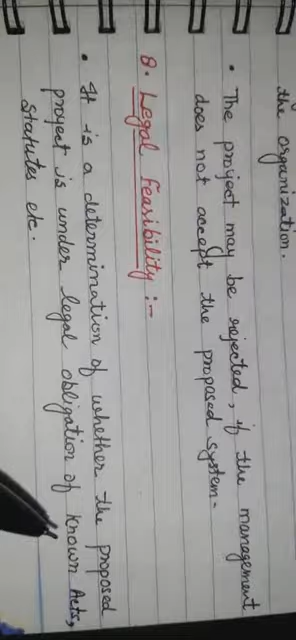 the organization.
• The project may be rejected, if the management
does not accept the proposed system.
8. Legal Feasibility :-
• It is a determination of whether the proposed
project is under legal obligation of known Acts,
statutes etc.